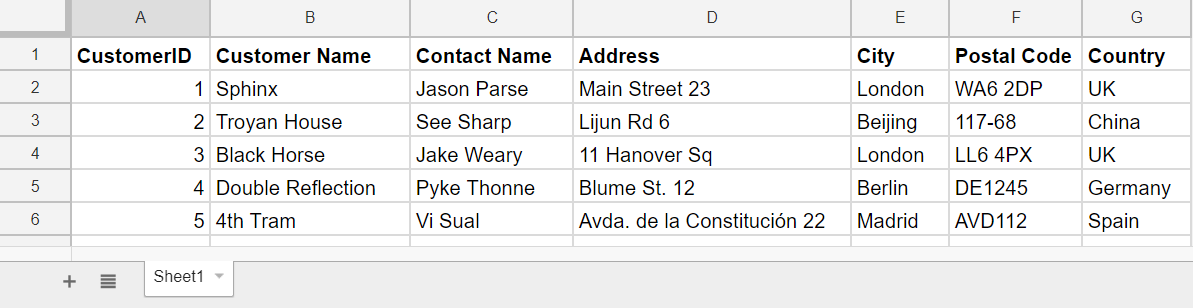 A B C D E F G
1 CustomerID Customer Name Contact Name Address City Postal Code Country
2 1 Sphinx Jason Parse Main Street 23 London WA6 2DP UK
3 2 Troyan House See Sharp Lijun Rd 6 Beijing 117-68 China
4 3 Black Horse Jake Weary 11 Hanover Sq London LL6 4PX UK
5 4 Double Reflection Pyke Thonne Blume St. 12 Berlin DE1245 Germany
6 5 4th Tram Vi Sual Avda. de la Constitución 22 Madrid AVD112 Spain
Sheet1